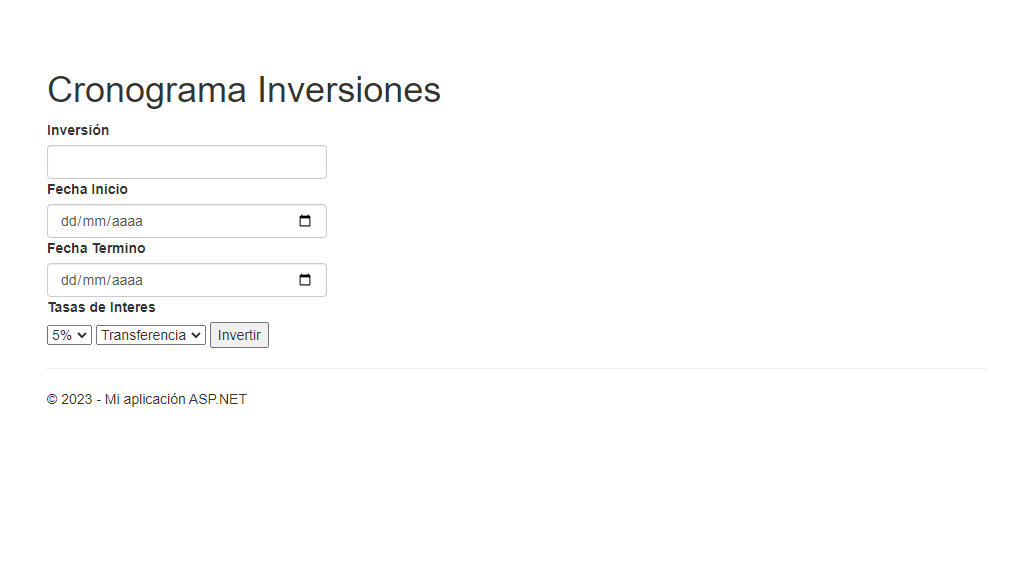 Cronograma Inversiones
Inversión
Fecha Inicio
dd/mm/aaaa
Fecha Termino
dd/mm/aaaa
Tasas de Interes
5% Transferencia Invertir
© 2023 - Mi aplicación ASP.NET